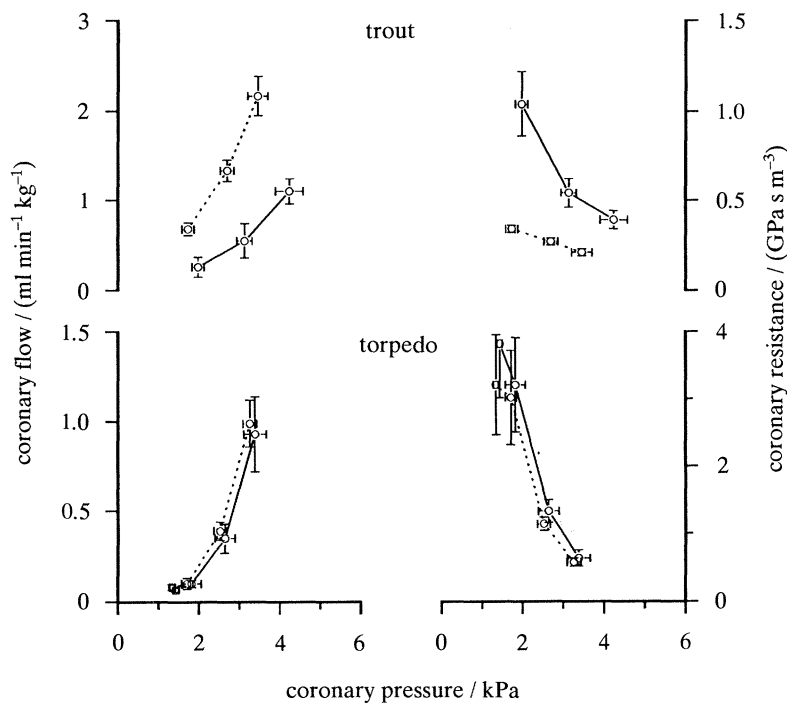 trout
3
2
1
0
coronary flow / (ml min⁻¹ kg⁻¹)
1.5
1.0
0.5
0
coronary resistance / (GPa s m⁻³)
torpedo
1.5
1.0
0.5
0
4
2
0
0 2 4 6
0 2 4 6
coronary pressure / kPa